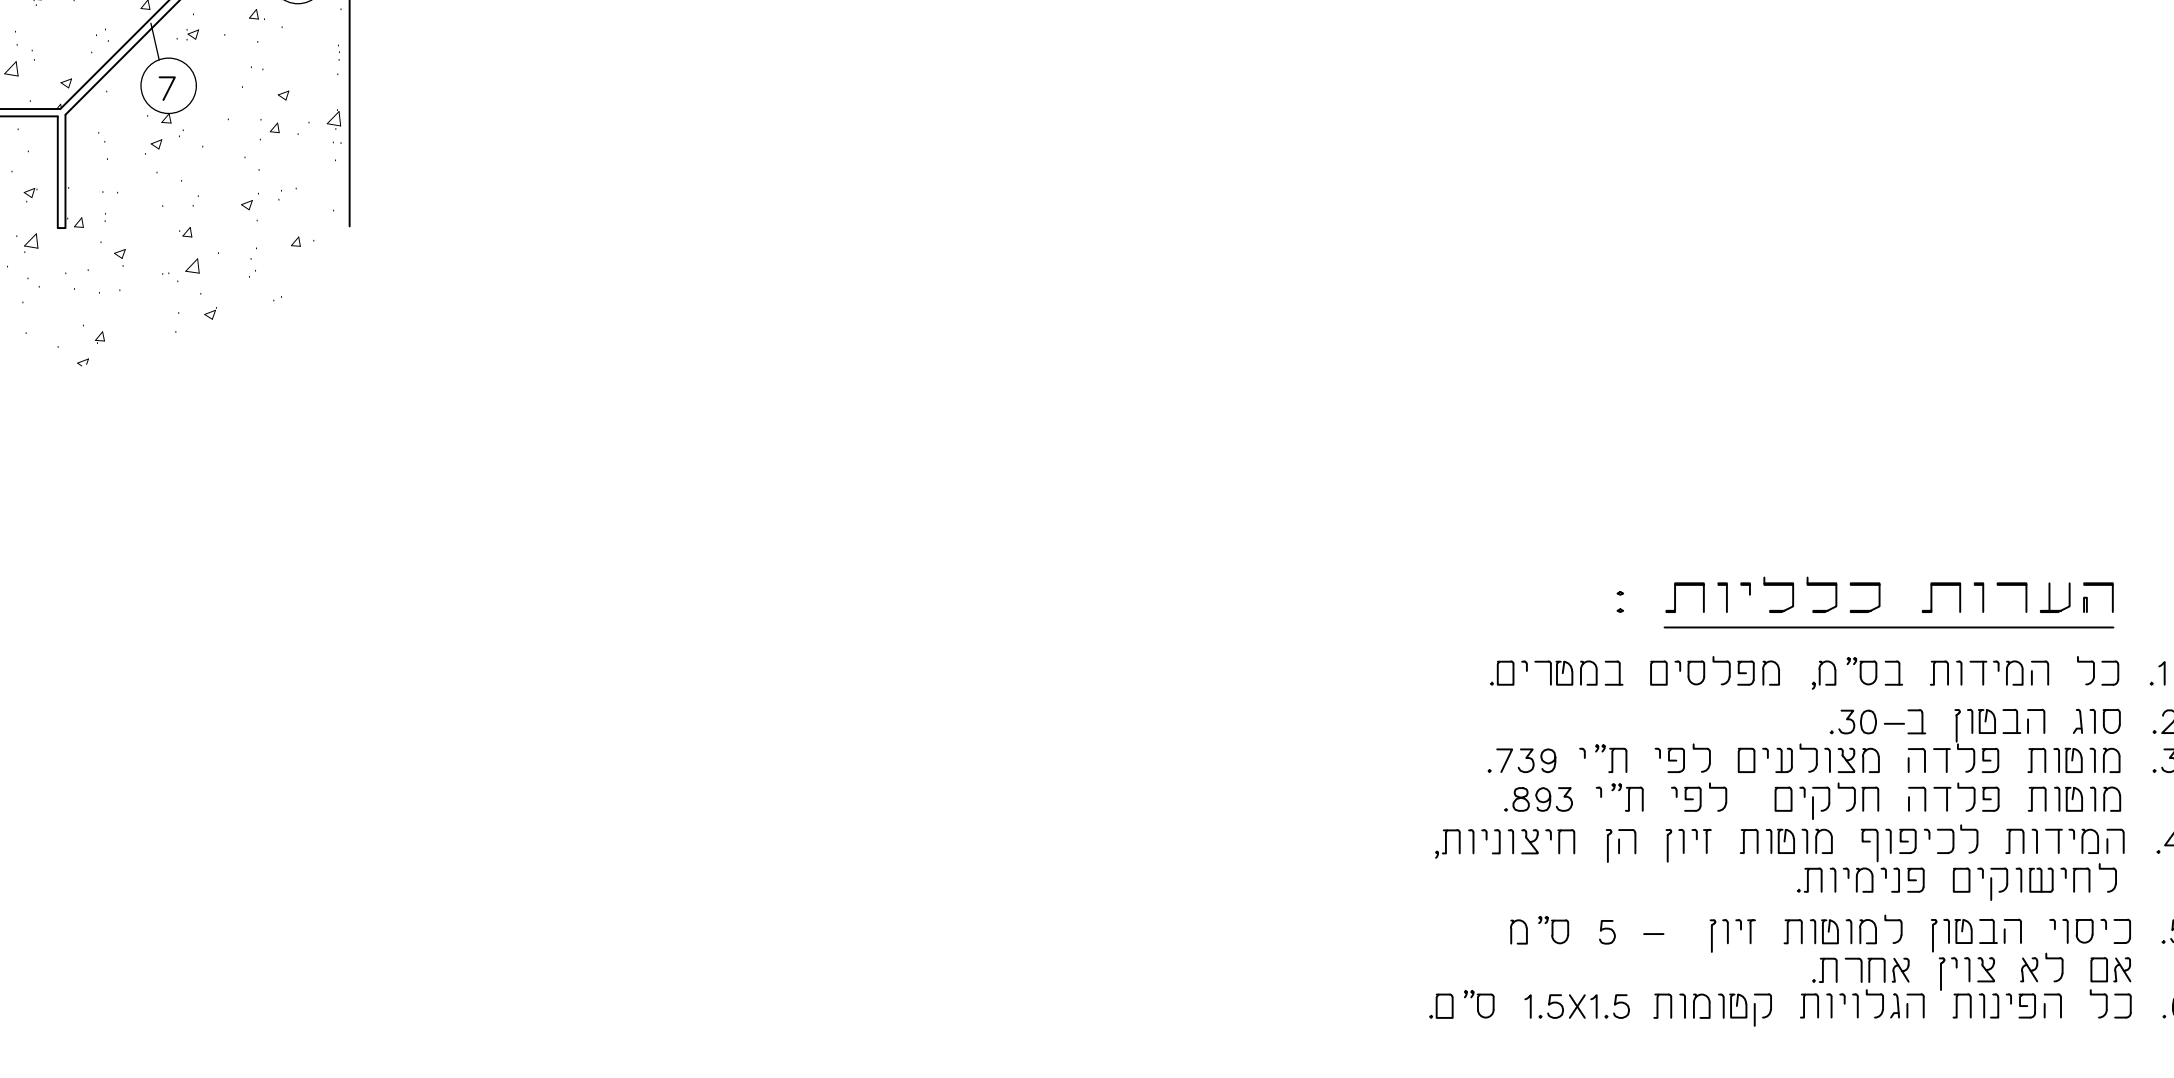 7
הערות כלליות :
1. כל המידות בס"מ, מפלסים במטרים.
2. סוג הבטון ב-30.
3. מוטות פלדה מצולעים לפי ת"י 739.
מוטות פלדה חלקים לפי ת"י 893.
4. המידות לכיפוף מוטות זיון הן חיצוניות,
לחישוקים פנימיות.
5. כיסוי הבטון למוטות זיון - 5 ס"מ
אם לא צוין אחרת.
6. כל הפינות הגלויות קטומות 1.5X1.5 ס"ם.